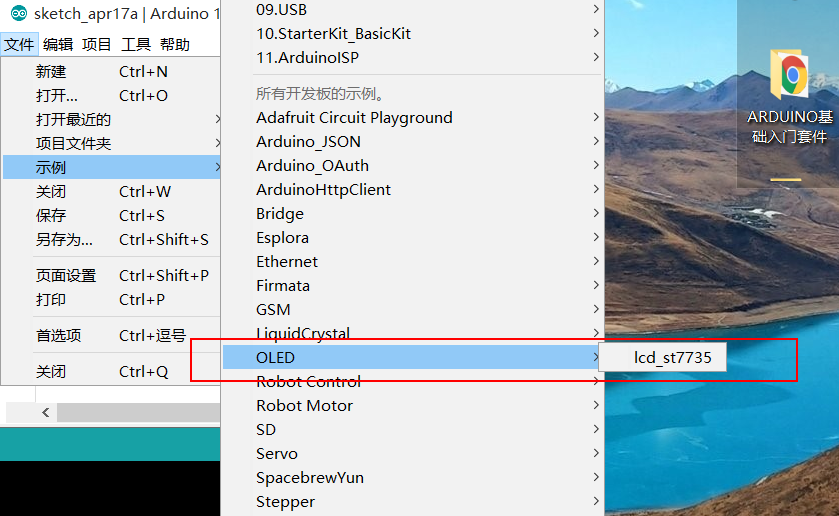 sketch_apr17a | Arduino 1
文件 编辑 项目 工具 帮助
新建 Ctrl+N
打开... Ctrl+O
打开最近的
项目文件夹
示例
关闭 Ctrl+W
保存 Ctrl+S
另存为... Ctrl+Shift+S
页面设置 Ctrl+Shift+P
打印 Ctrl+P
首选项 Ctrl+逗号
关闭 Ctrl+Q
09.USB
10.StarterKit_BasicKit
11.ArduinoISP
所有开发板的示例。
Adafruit Circuit Playground
Arduino_JSON
Arduino_OAuth
ArduinoHttpClient
Bridge
Esplora
Ethernet
Firmata
GSM
LiquidCrystal
OLED
Robot Control
Robot Motor
SD
Servo
SpacebrewYun
Stepper
lcd_st7735
ARDUINO基
础入门套件